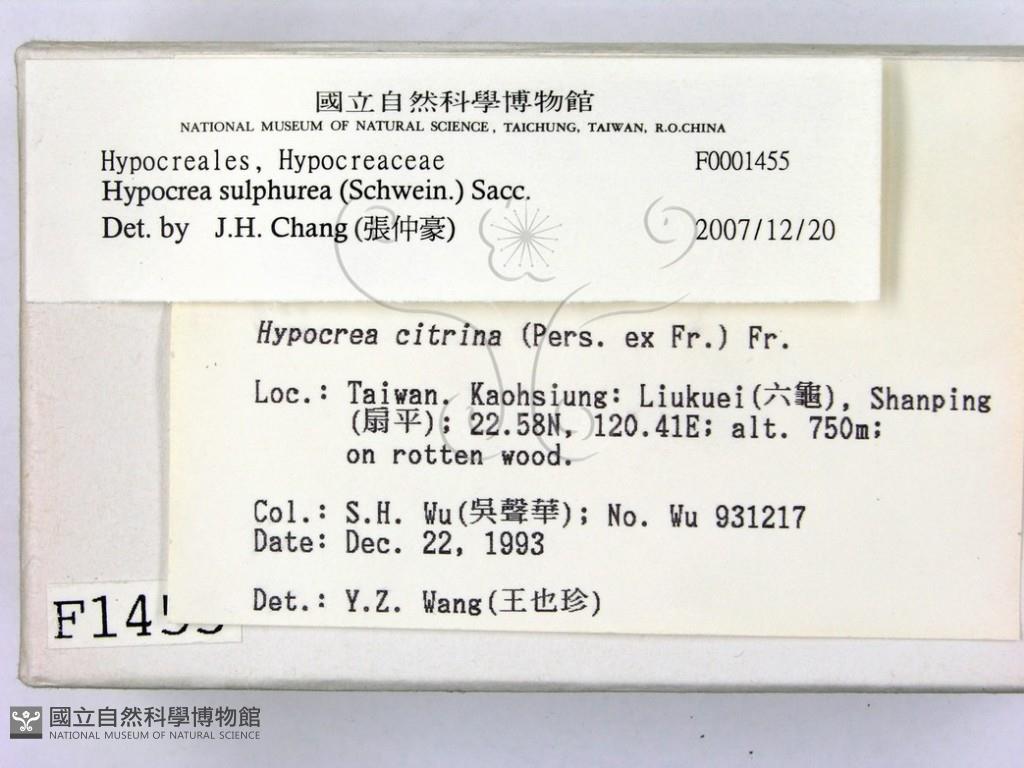 國立自然科學博物館
NATIONAL MUSEUM OF NATURAL SCIENCE, TAICHUNG, TAIWAN, R.O.CHINA
Hypocreales, Hypocreaceae F0001455
Hypocrea sulphurea (Schwein.) Sacc.
Det. by J.H. Chang (張仲豪) 2007/12/20
Hypocrea citrina (Pers. ex Fr.) Fr.
Loc.: Taiwan. Kaohsiung: Liukuei(六龜), Shanping
(扇平); 22.58N, 120.41E; alt. 750m;
on rotten wood.
Col.: S.H. Wu(吳聲華); No. Wu 931217
Date: Dec. 22, 1993
Det.: Y.Z. Wang(王也珍)
F1455
國立自然科學博物館
NATIONAL MUSEUM OF NATURAL SCIENCE